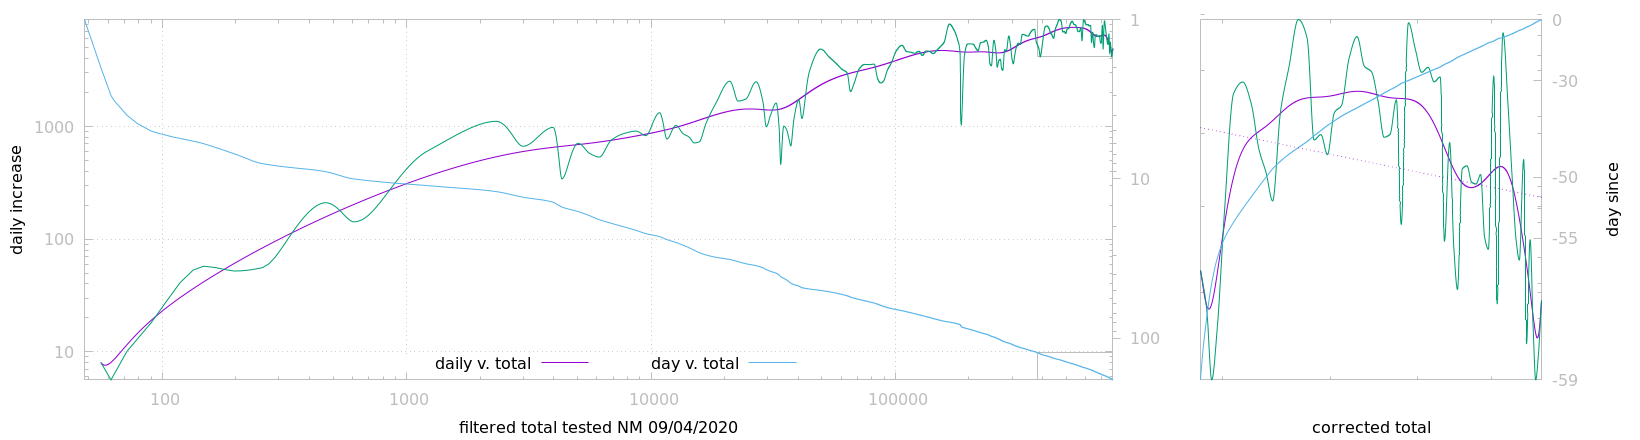 daily increase
1000
100
10
100
1000
10000
100000
daily v. total
day v. total
filtered total tested NM 09/04/2020
1
10
100
corrected total
0
-30
-50
-55
-59
day since